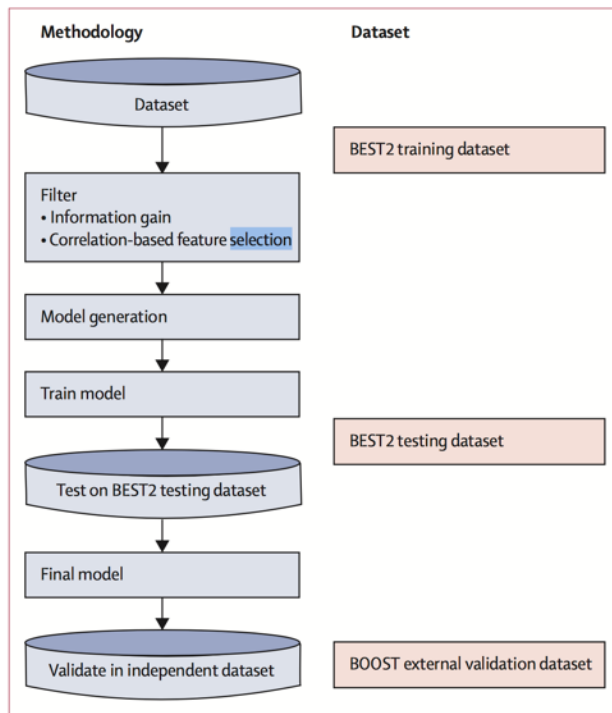 Methodology
Dataset
Dataset
BEST2 training dataset
Filter
• Information gain
• Correlation-based feature selection
Model generation
Train model
BEST2 testing dataset
Test on BEST2 testing dataset
Final model
Validate in independent dataset
BOOST external validation dataset